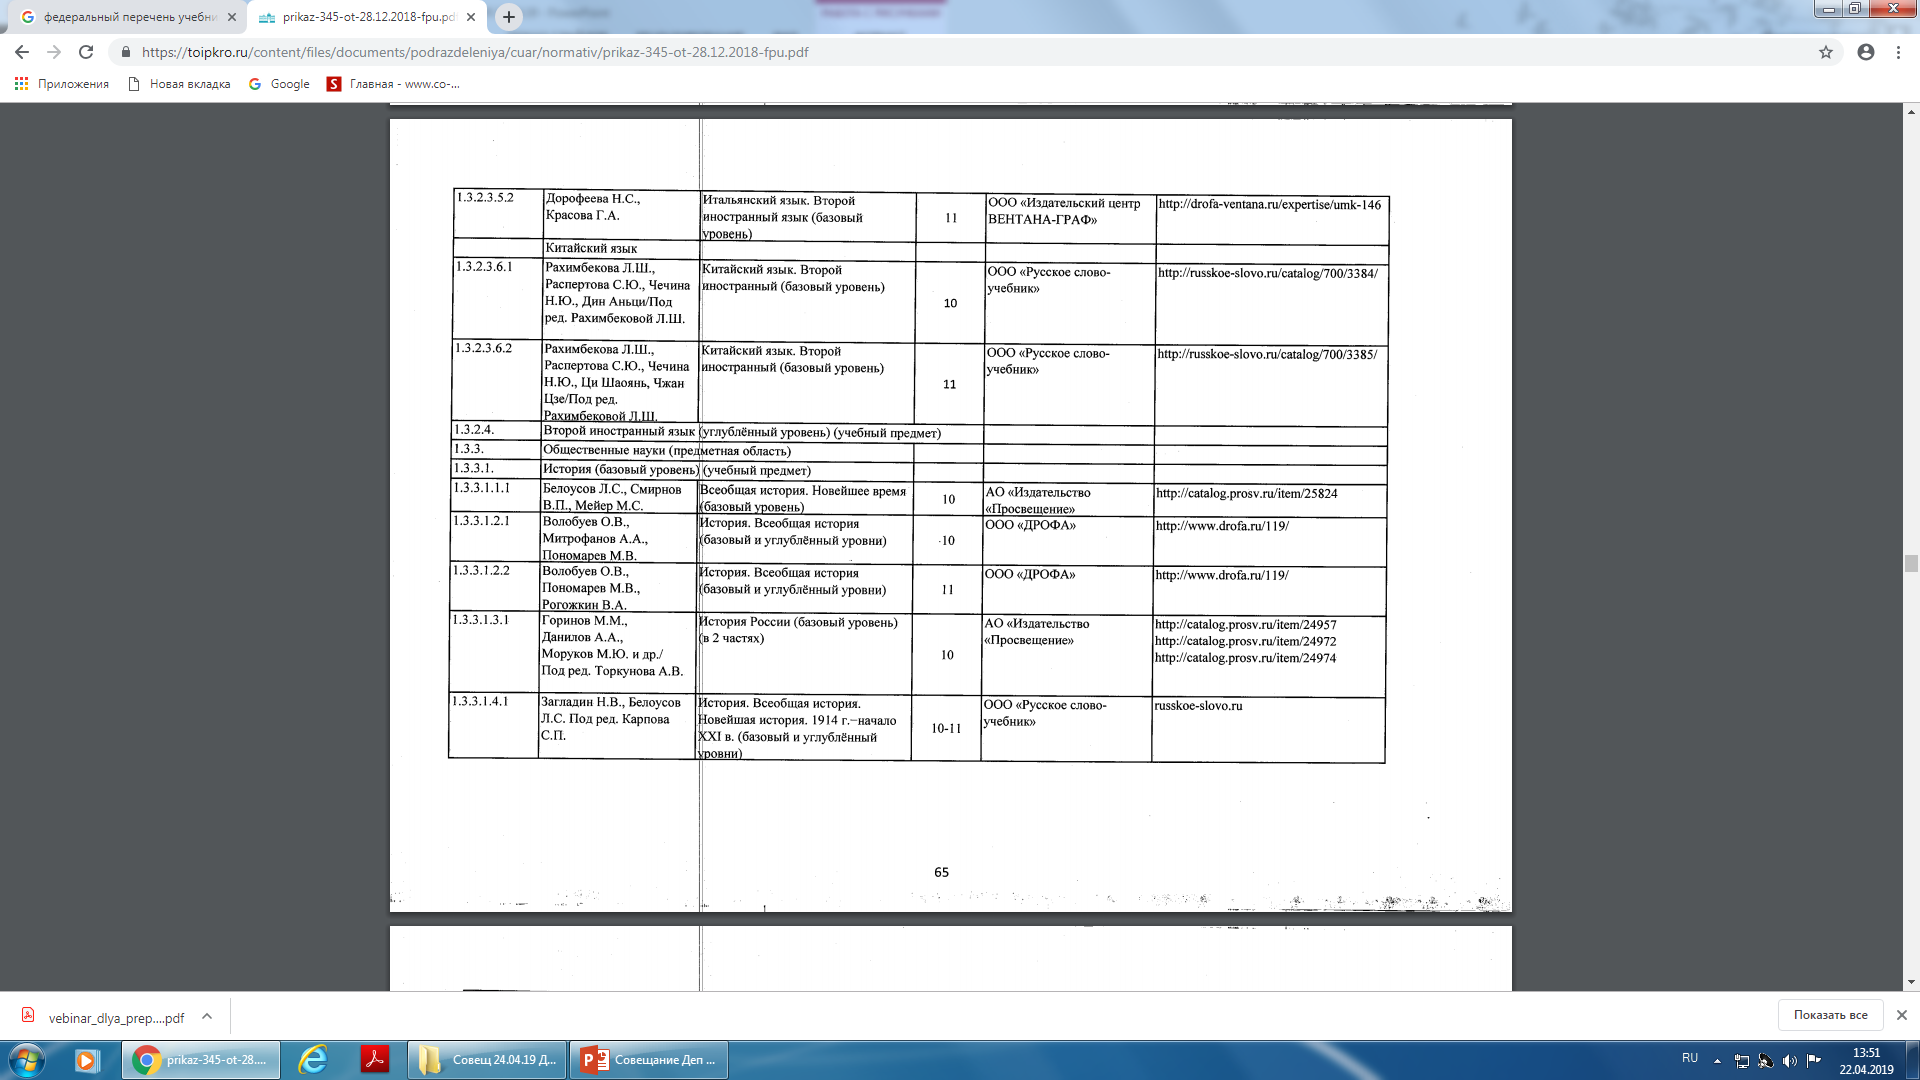 федеральный перечень учебни
prikaz-345-ot-28.12.2018-fpu.pd
https://toipkro.ru/content/files/documents/podrazdeleniya/cuar/normativ/prikaz-345-ot-28.12.2018-fpu.pdf
Приложения Новая вкладка Google Главная - www.co-...
1.3.2.3.5.2 Дорофеева Н.С., Итальянский язык. Второй ООО «Издательский центр http://drofa-ventana.ru/expertise/umk-146
Красова Г.А. иностранный язык (базовый 11 ВЕНТАНА-ГРАФ»
уровень)
Китайский язык
1.3.2.3.6.1 Рахимбекова Л.Ш., Китайский язык. Второй ООО «Русское слово- http://russkoe-slovo.ru/catalog/700/3384/
Распертова С.Ю., Чечина иностранный (базовый уровень) учебник»
Н.Ю., Дин Аньци/Под 10
ред. Рахимбековой Л.Ш.
1.3.2.3.6.2 Рахимбекова Л.Ш., Китайский язык. Второй ООО «Русское слово- http://russkoe-slovo.ru/catalog/700/3385/
Распертова С.Ю., Чечина иностранный (базовый уровень) учебник»
Н.Ю., Ци Шаоянь, Чжан 11
Цзе/Под ред.
Рахимбековой Л.Ш.
1.3.2.4. Второй иностранный язык (углублённый уровень) (учебный предмет)
1.3.3. Общественные науки (предметная область)
1.3.3.1. История (базовый уровень) (учебный предмет)
1.3.3.1.1.1 Белоусов Л.С., Смирнов Всеобщая история. Новейшее время 10 АО «Издательство http://catalog.prosv.ru/item/25824
В.П., Мейер М.С. (базовый уровень) «Просвещение»
1.3.3.1.2.1 Волобуев О.В., История. Всеобщая история ООО «ДРОФА» http://www.drofa.ru/119/
Митрофанов А.А., (базовый и углублённый уровни) 10
Пономарев М.В.
1.3.3.1.2.2 Волобуев О.В., История. Всеобщая история ООО «ДРОФА» http://www.drofa.ru/119/
Пономарев М.В., (базовый и углублённый уровни) 11
Рогожкин В.А.
1.3.3.1.3.1 Горинов М.М., История России (базовый уровень) АО «Издательство http://catalog.prosv.ru/item/24957
Данилов А.А., (в 2 частях) «Просвещение» http://catalog.prosv.ru/item/24972
Моруков М.Ю. и др./ 10 http://catalog.prosv.ru/item/24974
Под ред. Торкунова А.В.
1.3.3.1.4.1 Загладин Н.В., Белоусов История. Всеобщая история. ООО «Русское слово- russkoe-slovo.ru
Л.С. Под ред. Карпова Новейшая история. 1914 г.–начало 10-11 учебник»
С.П. XXI в. (базовый и углублённый
уровни)
65
vebinar_dlya_prep....pdf
Показать все
prikaz-345-ot-28....
Совещ 24.04.19 Д...
Совещание Деп ...
RU
13:51
22.04.2019